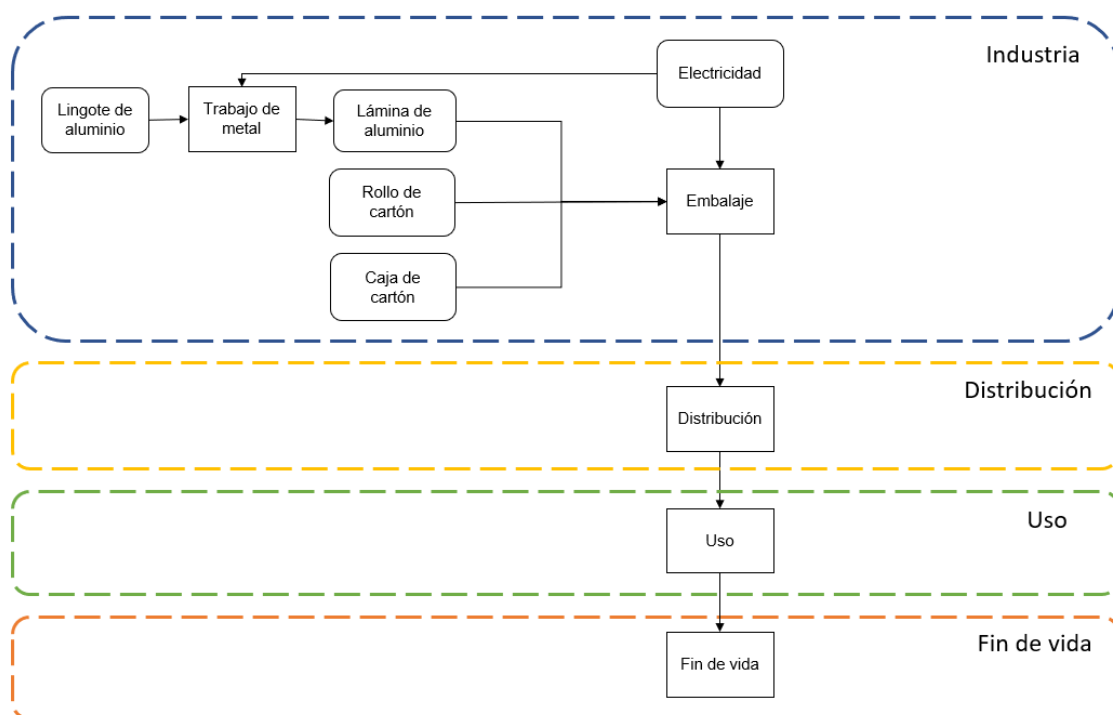 Industria
Electricidad
Lingote de
aluminio
Trabajo de
metal
Lámina de
aluminio
Rollo de
cartón
Embalaje
Caja de
cartón
Distribución
Distribución
Uso
Uso
Fin de vida
Fin de vida